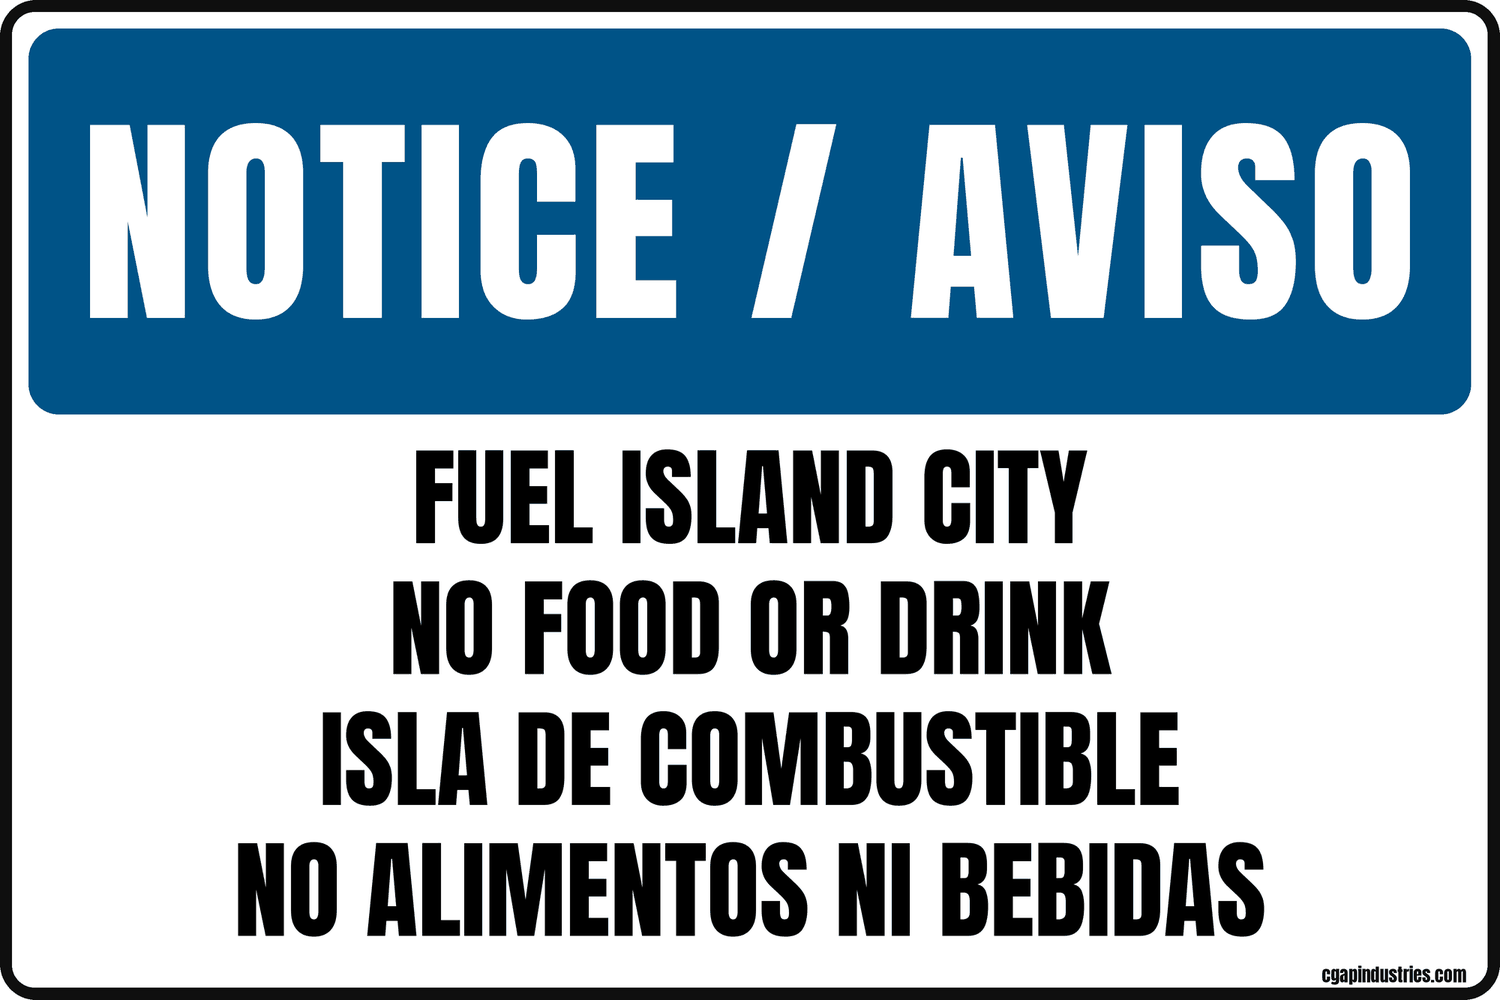 NOTICE / AVISO
FUEL ISLAND CITY
NO FOOD OR DRINK
ISLA DE COMBUSTIBLE
NO ALIMENTOS NI BEBIDAS
cgapindustries.com